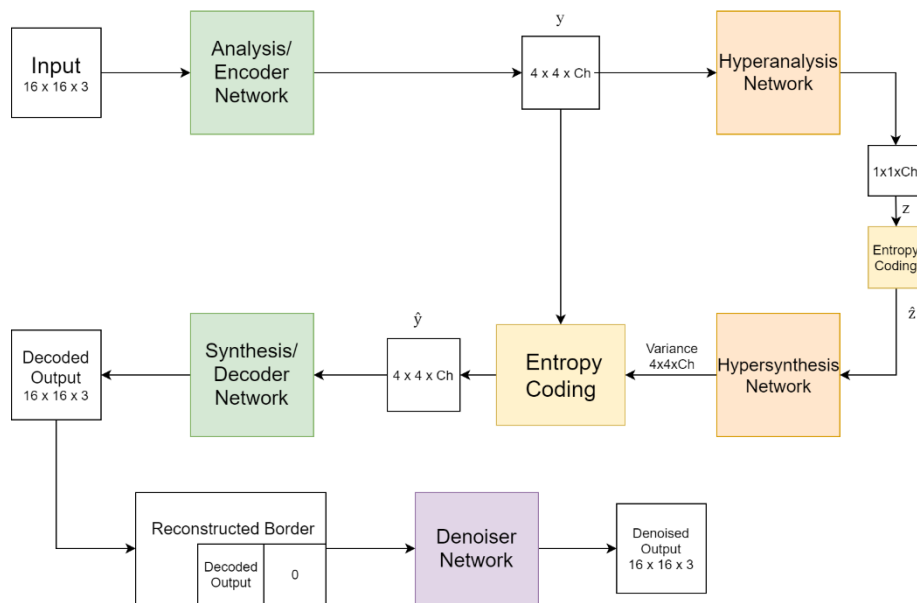 y
Input
16 x 16 x 3
Analysis/
Encoder
Network
4 x 4 x Ch
Hyperanalysis
Network
1x1xCh
z
Entropy
Coding
ẑ
ŷ
Decoded
Output
16 x 16 x 3
Synthesis/
Decoder
Network
4 x 4 x Ch
Entropy
Coding
Variance
4x4xCh
Hypersynthesis
Network
Reconstructed Border
Decoded
Output
0
Denoiser
Network
Denoised
Output
16 x 16 x 3